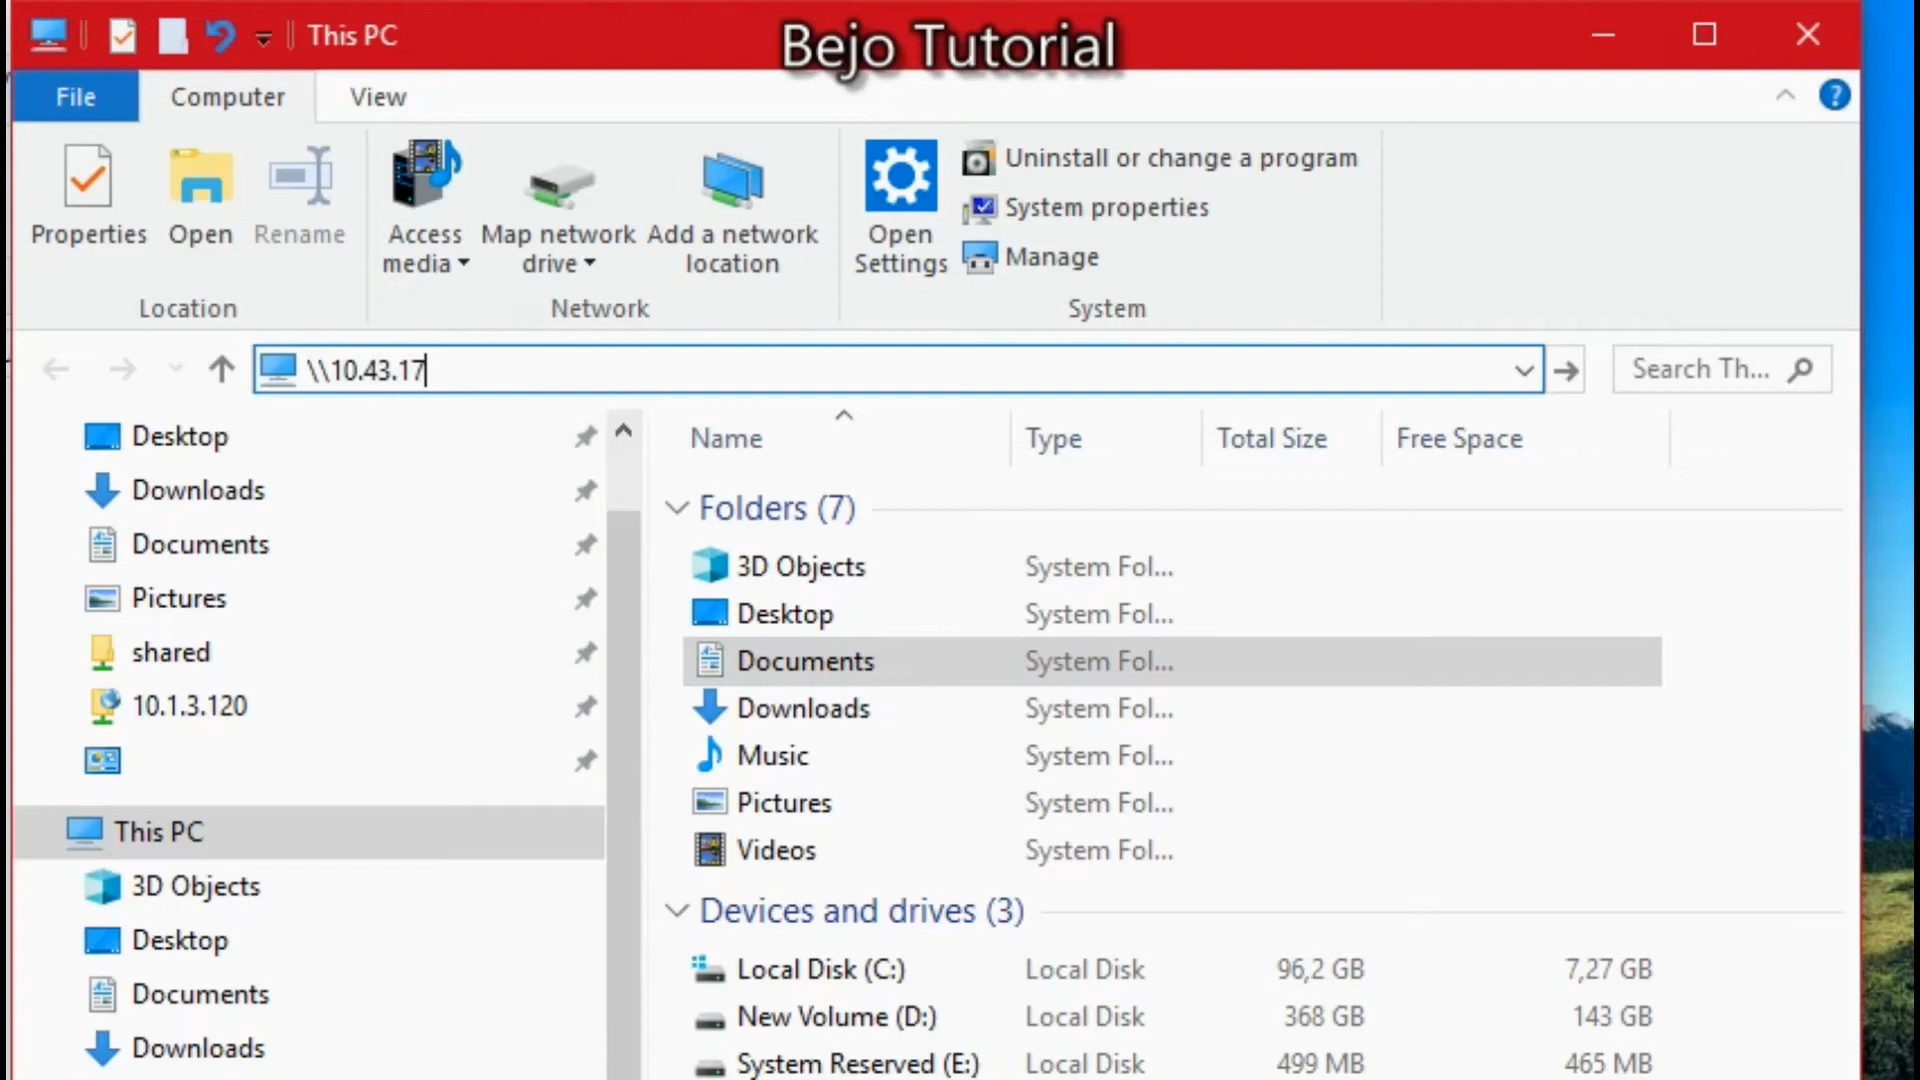 This PC
Bejo Tutorial
File
Computer
View
Properties
Open
Rename
Access media
Map network drive
Add a network location
Open Settings
Uninstall or change a program
System properties
Manage
Location
Network
System
\\10.43.17
Search Th...
Desktop
Downloads
Documents
Pictures
shared
10.1.3.120
This PC
3D Objects
Desktop
Documents
Downloads
Name Type Total Size Free Space
Folders (7)
3D Objects System Fol...
Desktop System Fol...
Documents System Fol...
Downloads System Fol...
Music System Fol...
Pictures System Fol...
Videos System Fol...
Devices and drives (3)
Local Disk (C:) Local Disk 96,2 GB 7,27 GB
New Volume (D:) Local Disk 368 GB 143 GB
System Reserved (E:) Local Disk 499 MB 465 MB